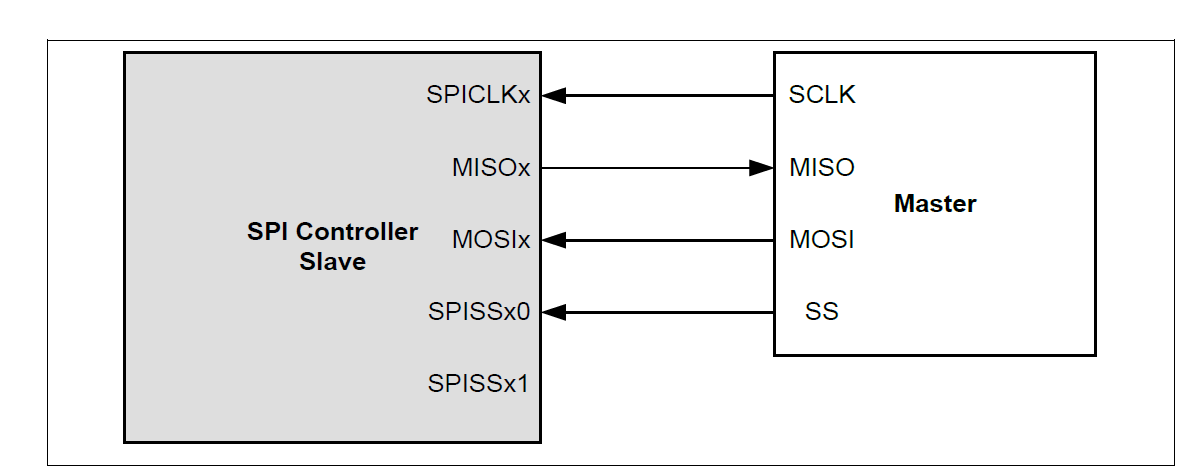 SPICLKx
MISOx
SPI Controller
Slave
MOSIx
SPISSx0
SPISSx1
SCLK
MISO
Master
MOSI
SS